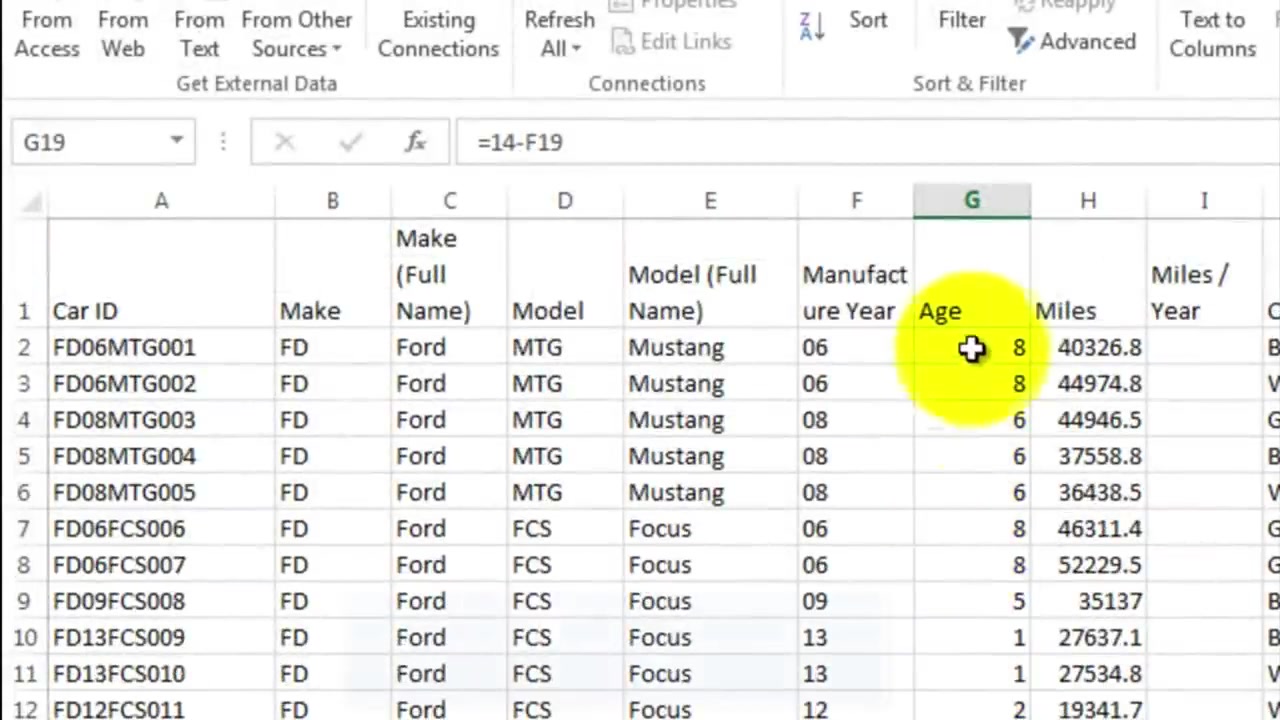 Properties
Reapply
From Access
From Web
From Text
From Other Sources
Existing Connections
Refresh All
Edit Links
Z A
Sort
Filter
Advanced
Text to Columns
Get External Data
Connections
Sort & Filter
G19
fx
=14-F19
A B C D E F G H I
1 Car ID Make Make (Full Name) Model Model (Full Name) Manufacture Year Age Miles Miles / Year
2 FD06MTG001 FD Ford MTG Mustang 06 8 40326.8
3 FD06MTG002 FD Ford MTG Mustang 06 8 44974.8
4 FD08MTG003 FD Ford MTG Mustang 08 6 44946.5
5 FD08MTG004 FD Ford MTG Mustang 08 6 37558.8
6 FD08MTG005 FD Ford MTG Mustang 08 6 36438.5
7 FD06FCS006 FD Ford FCS Focus 06 8 46311.4
8 FD06FCS007 FD Ford FCS Focus 06 8 52229.5
9 FD09FCS008 FD Ford FCS Focus 09 5 35137
10 FD13FCS009 FD Ford FCS Focus 13 1 27637.1
11 FD13FCS010 FD Ford FCS Focus 13 1 27534.8
12 FD12FCS011 FD Ford FCS Focus 12 2 19341.7